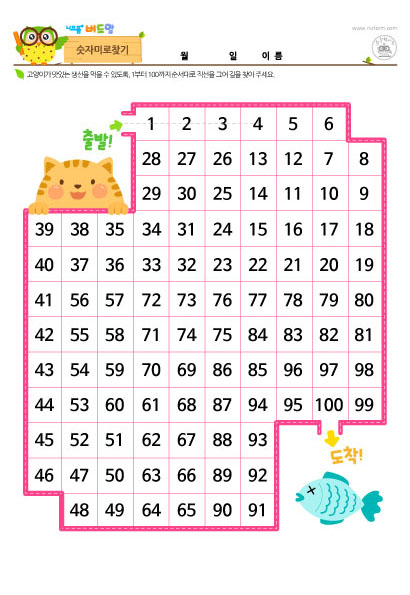 내려받 버드맘
www.nurism.com
숫자미로찾기
월 일 이름
고양이가 맛있는 생선을 먹을 수 있도록, 1부터 100까지 순서대로 직선을 그어 길을 찾아 주세요.
출발!
1 2 3 4 5 6
28 27 26 13 12 7 8
29 30 25 14 11 10 9
39 38 35 34 31 24 15 16 17 18
40 37 36 33 32 23 22 21 20 19
41 56 57 72 73 76 77 78 79 80
42 55 58 71 74 75 84 83 82 81
43 54 59 70 69 86 85 96 97 98
44 53 60 61 68 87 94 95 100 99
45 52 51 62 67 88 93
46 47 50 63 66 89 92
48 49 64 65 90 91
도착!